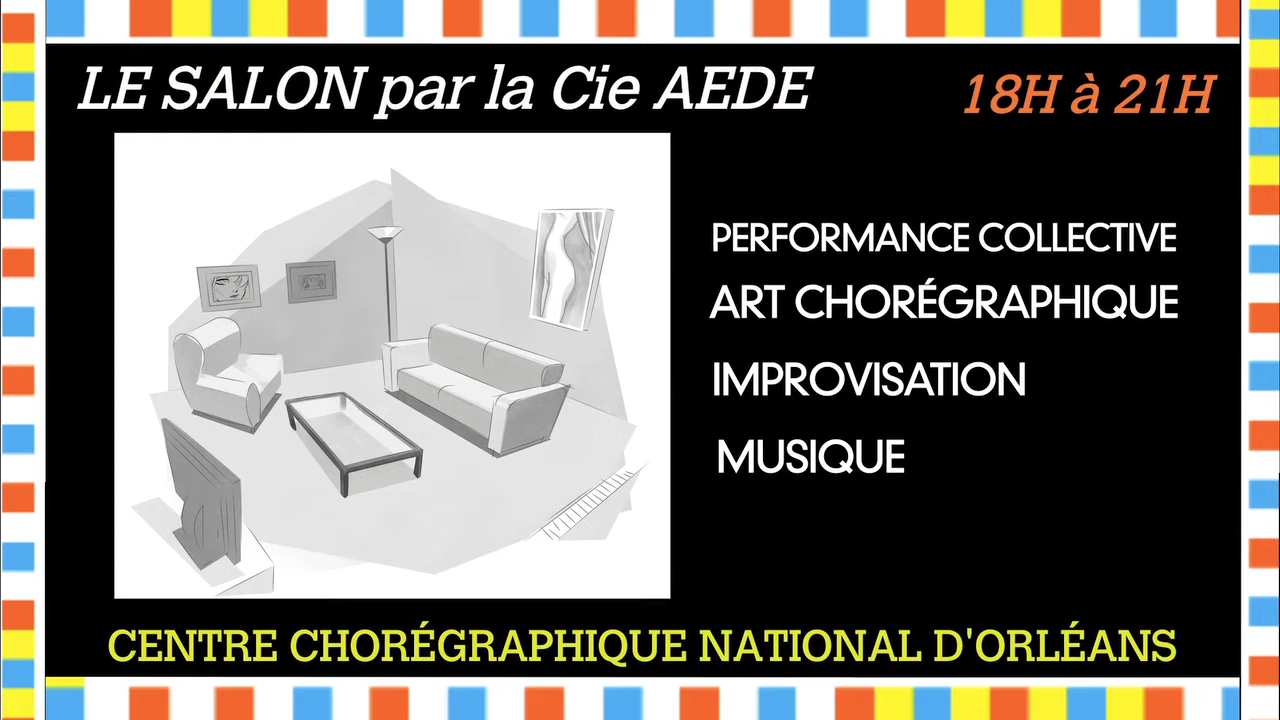 LE SALON par la Cie AEDE
18H à 21H
PERFORMANCE COLLECTIVE
ART CHORÉGRAPHIQUE
IMPROVISATION
MUSIQUE
CENTRE CHORÉGRAPHIQUE NATIONAL D'ORLÉANS